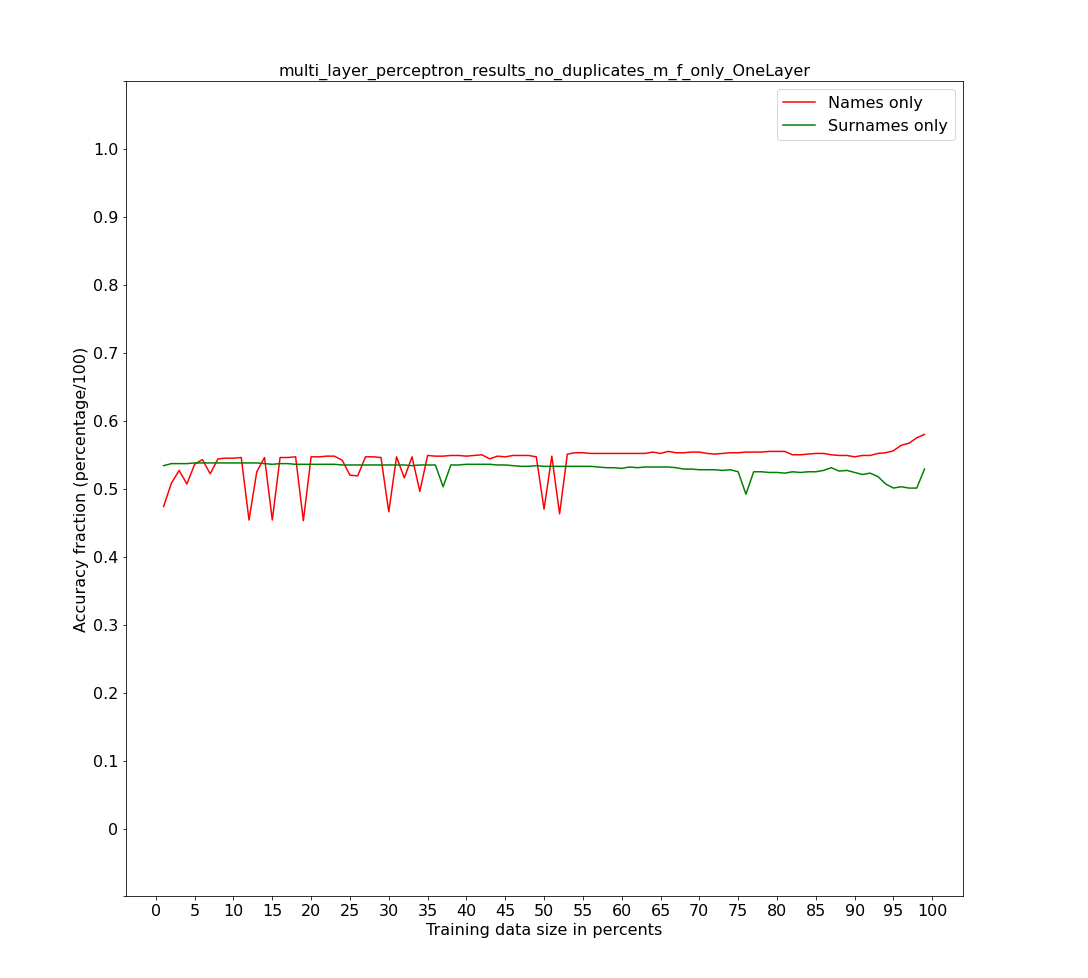 multi_layer_perceptron_results_no_duplicates_m_f_only_OneLayer
Names only
Surnames only
1.0
0.9
0.8
0.7
0.6
0.5
0.4
0.3
0.2
0.1
0
Accuracy fraction (percentage/100)
0 5 10 15 20 25 30 35 40 45 50 55 60 65 70 75 80 85 90 95 100
Training data size in percents